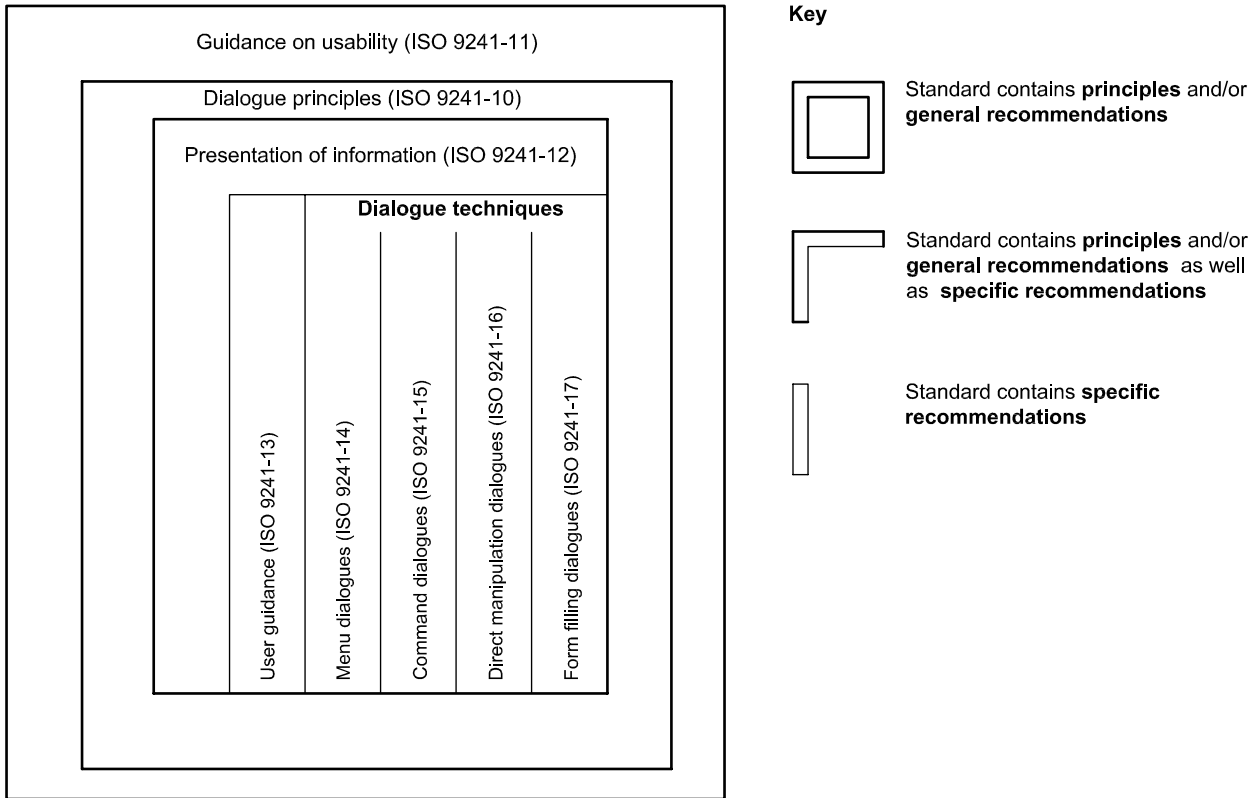 Guidance on usability (ISO 9241-11)
Dialogue principles (ISO 9241-10)
Presentation of information (ISO 9241-12)
Dialogue techniques
User guidance (ISO 9241-13)
Menu dialogues (ISO 9241-14)
Command dialogues (ISO 9241-15)
Direct manipulation dialogues (ISO 9241-16)
Form filling dialogues (ISO 9241-17)
Key
Standard contains principles and/or
general recommendations
Standard contains principles and/or
general recommendations as well
as specific recommendations
Standard contains specific
recommendations